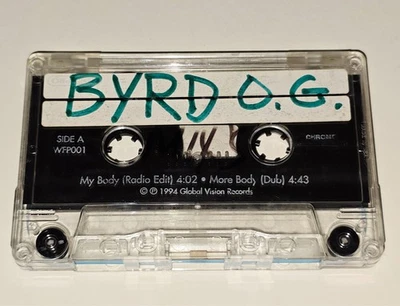 BYRD O.G.
SIDE A
WFP001
CHROME
My Body (Radio Edit) 4:02 • More Body (Dub) 4:43
© ℗ 1994 Global Vision Records